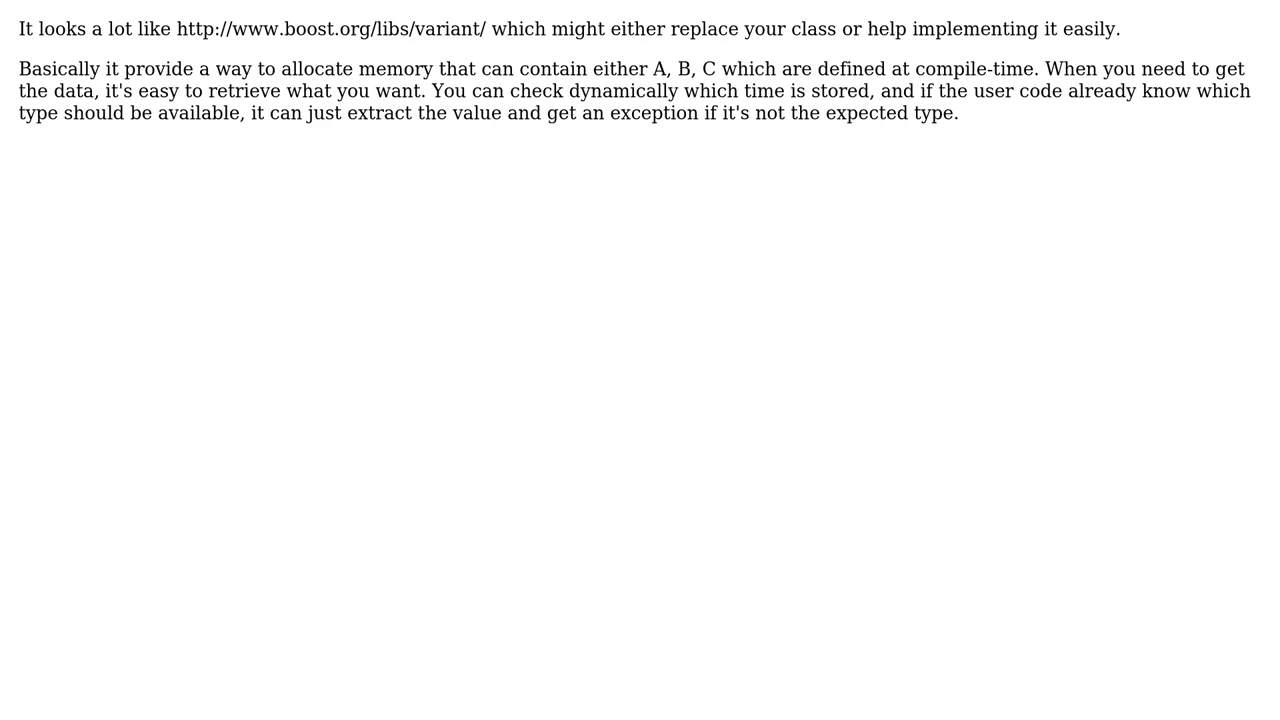 It looks a lot like http://www.boost.org/libs/variant/ which might either replace your class or help implementing it easily.
Basically it provide a way to allocate memory that can contain either A, B, C which are defined at compile-time. When you need to get
the data, it's easy to retrieve what you want. You can check dynamically which time is stored, and if the user code already know which
type should be available, it can just extract the value and get an exception if it's not the expected type.